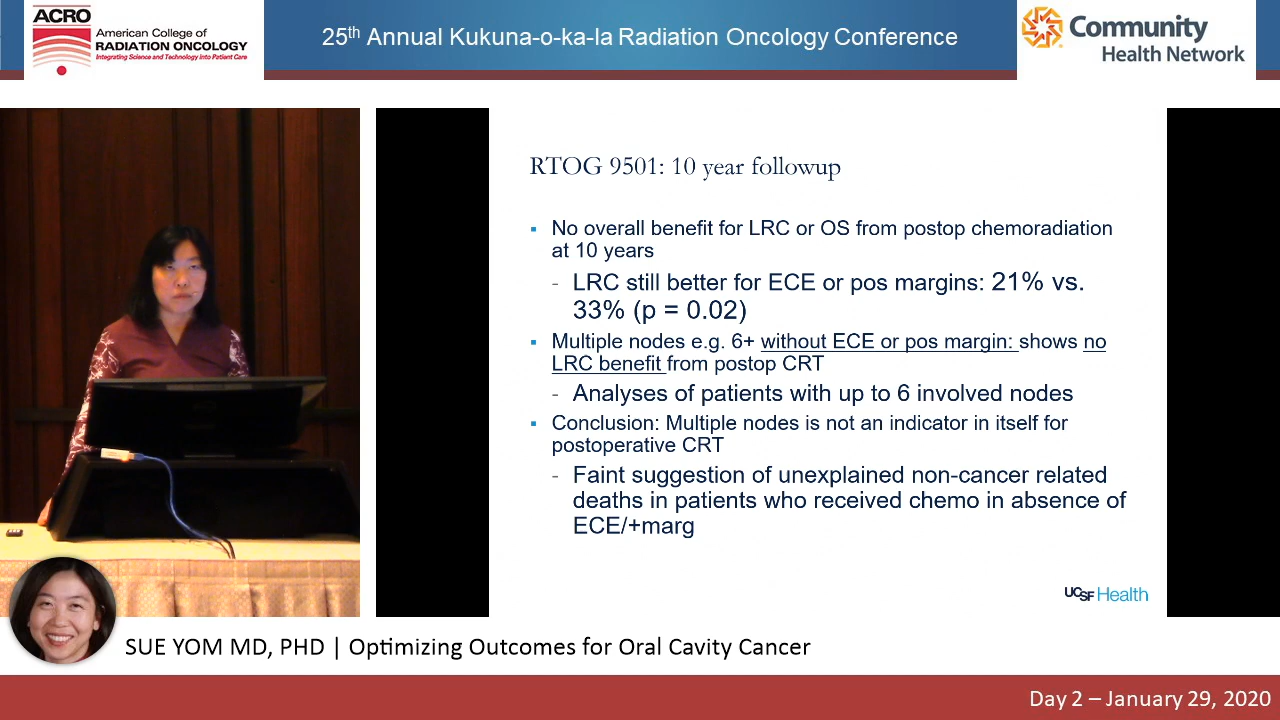 ACRO
American College of
RADIATION ONCOLOGY
Integrating Science and Technology Into Patient Care
25th Annual Kukuna-o-ka-la Radiation Oncology Conference
Community
Health Network
RTOG 9501: 10 year followup
▪ No overall benefit for LRC or OS from postop chemoradiation
at 10 years
- LRC still better for ECE or pos margins: 21% vs.
33% (p = 0.02)
▪ Multiple nodes e.g. 6+ without ECE or pos margin: shows no
LRC benefit from postop CRT
- Analyses of patients with up to 6 involved nodes
▪ Conclusion: Multiple nodes is not an indicator in itself for
postoperative CRT
- Faint suggestion of unexplained non-cancer related
deaths in patients who received chemo in absence of
ECE/+marg
UCSF Health
SUE YOM MD, PHD | Optimizing Outcomes for Oral Cavity Cancer
Day 2 – January 29, 2020